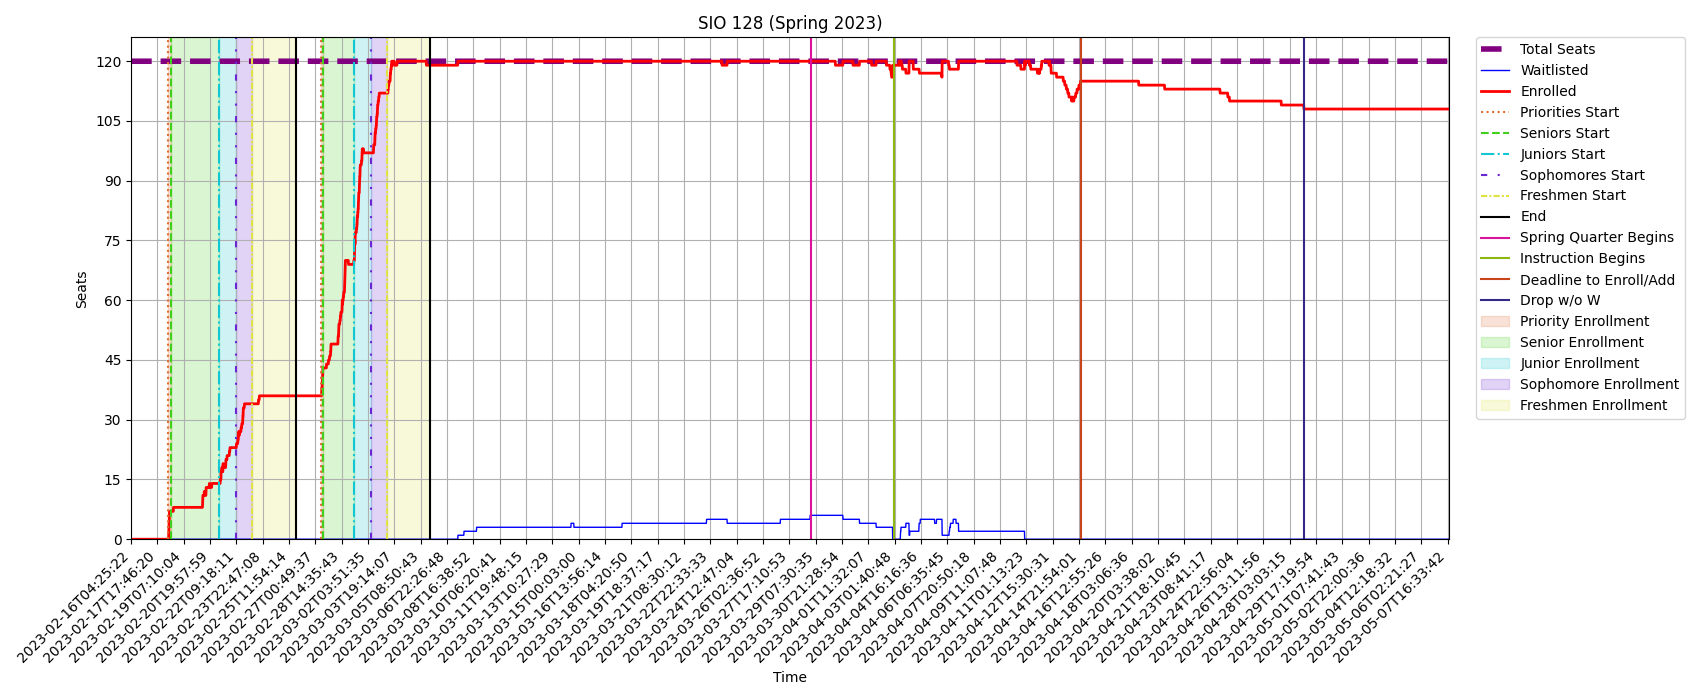 SIO 128 (Spring 2023)
120
105
90
75
60
45
30
15
0
Seats
2023-02-16T04:25:22
2023-02-17T17:46:20
2023-02-19T07:10:04
2023-02-20T19:57:59
2023-02-22T09:18:11
2023-02-23T22:47:08
2023-02-25T11:54:14
2023-02-27T00:49:37
2023-02-28T14:35:43
2023-03-02T03:51:35
2023-03-03T19:14:07
2023-03-05T08:50:43
2023-03-06T22:26:48
2023-03-08T16:38:52
2023-03-10T06:20:41
2023-03-11T19:48:15
2023-03-13T10:27:29
2023-03-15T00:03:00
2023-03-16T13:56:14
2023-03-18T04:20:50
2023-03-19T18:37:17
2023-03-21T08:30:12
2023-03-22T22:33:33
2023-03-24T12:47:04
2023-03-26T02:36:52
2023-03-27T17:10:53
2023-03-29T07:30:35
2023-03-30T21:28:54
2023-04-01T11:32:07
2023-04-03T01:40:48
2023-04-04T16:16:36
2023-04-06T06:35:45
2023-04-07T20:50:18
2023-04-09T11:07:48
2023-04-11T01:13:23
2023-04-12T15:30:31
2023-04-14T21:54:01
2023-04-16T12:55:26
2023-04-18T03:06:36
2023-04-20T03:38:02
2023-04-21T18:10:45
2023-04-23T08:41:17
2023-04-24T22:56:04
2023-04-26T13:11:56
2023-04-28T03:03:15
2023-04-29T17:19:54
2023-05-01T07:41:43
2023-05-02T22:00:36
2023-05-04T12:18:32
2023-05-06T02:21:27
2023-05-07T16:33:42
Time
Total Seats
Waitlisted
Enrolled
Priorities Start
Seniors Start
Juniors Start
Sophomores Start
Freshmen Start
End
Spring Quarter Begins
Instruction Begins
Deadline to Enroll/Add
Drop w/o W
Priority Enrollment
Senior Enrollment
Junior Enrollment
Sophomore Enrollment
Freshmen Enrollment